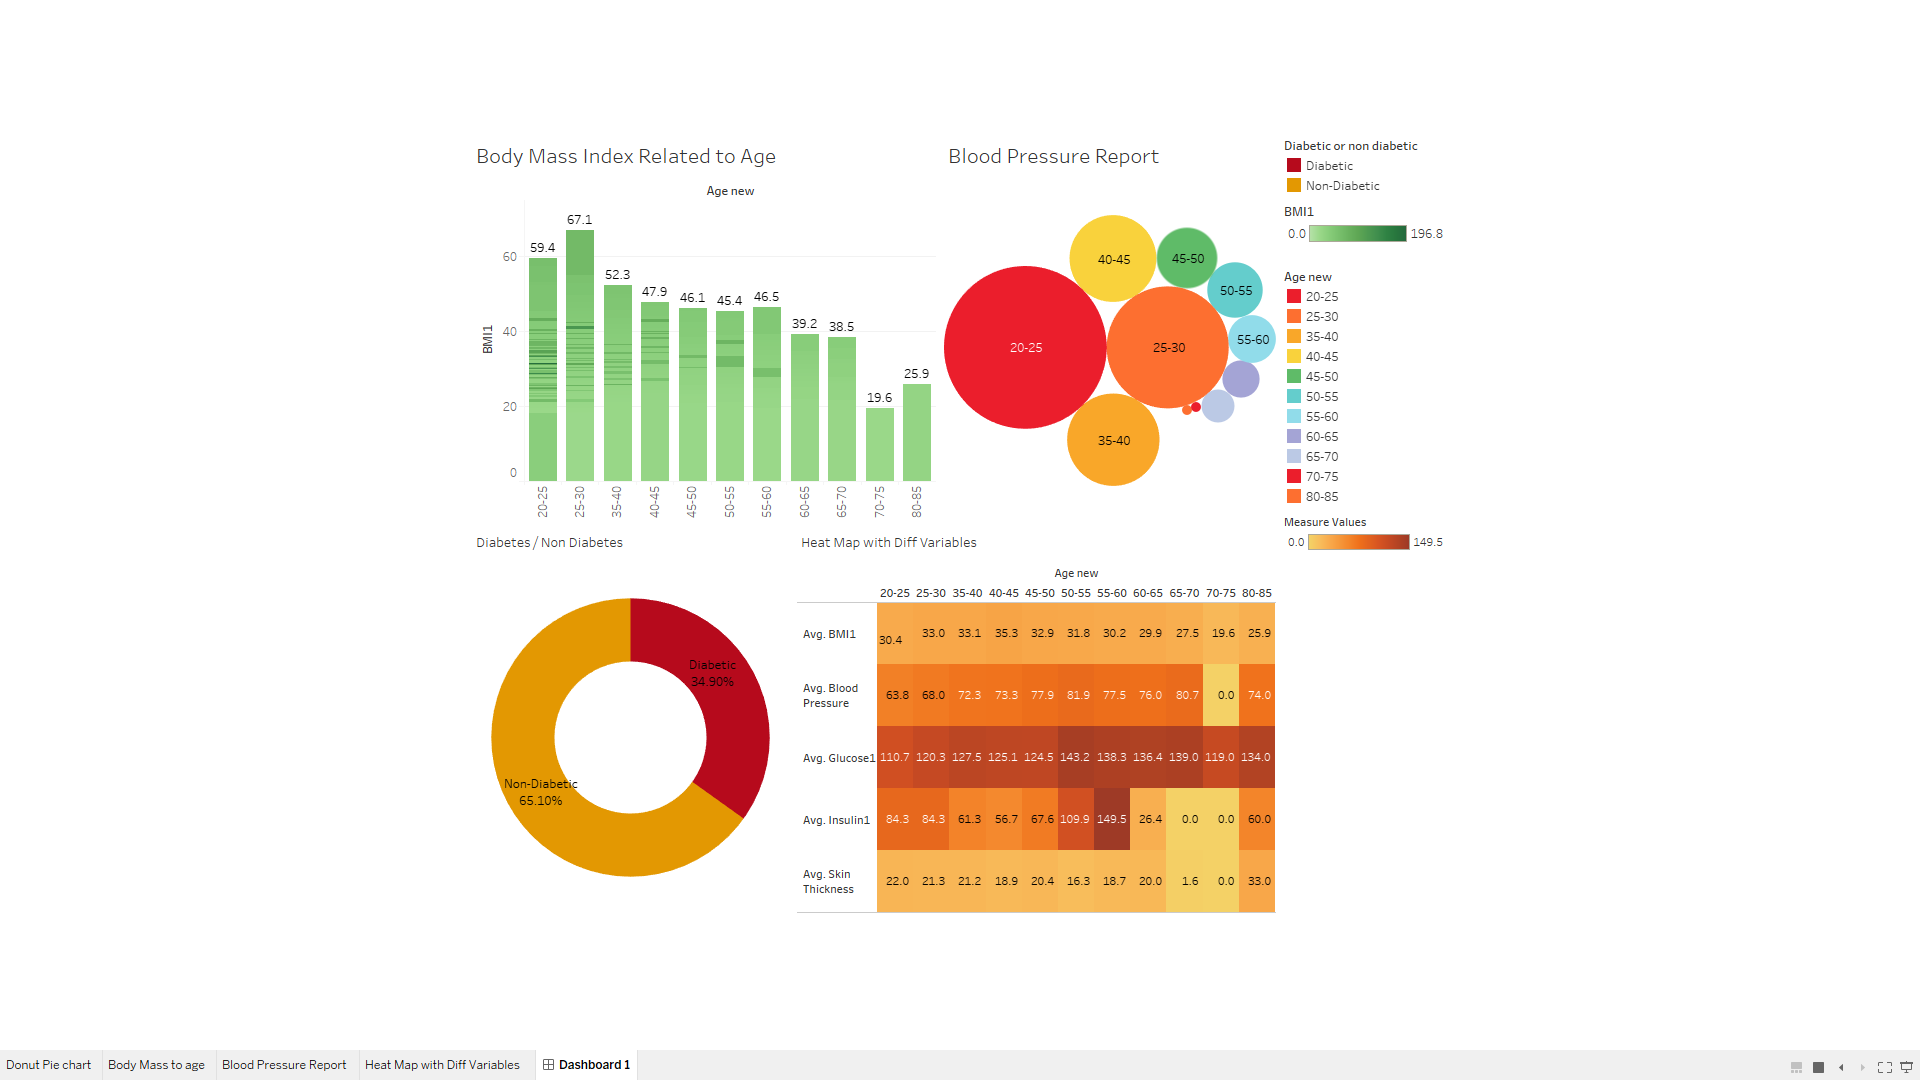 Body Mass Index Related to Age
Age new
BMI1
60
40
20
0
59.4
67.1
52.3
47.9
46.1
45.4
46.5
39.2
38.5
19.6
25.9
20-25
25-30
35-40
40-45
45-50
50-55
55-60
60-65
65-70
70-75
80-85
Blood Pressure Report
40-45
45-50
50-55
55-60
20-25
25-30
35-40
Diabetic or non diabetic
Diabetic
Non-Diabetic
BMI1
0.0 196.8
Age new
20-25
25-30
35-40
40-45
45-50
50-55
55-60
60-65
65-70
70-75
80-85
Measure Values
0.0 149.5
Diabetes / Non Diabetes
Diabetic
34.90%
Non-Diabetic
65.10%
Heat Map with Diff Variables
Age new
20-25 25-30 35-40 40-45 45-50 50-55 55-60 60-65 65-70 70-75 80-85
Avg. BMI1 30.4 33.0 33.1 35.3 32.9 31.8 30.2 29.9 27.5 19.6 25.9
Avg. Blood
Pressure 63.8 68.0 72.3 73.3 77.9 81.9 77.5 76.0 80.7 0.0 74.0
Avg. Glucose1 110.7 120.3 127.5 125.1 124.5 143.2 138.3 136.4 139.0 119.0 134.0
Avg. Insulin1 84.3 84.3 61.3 56.7 67.6 109.9 149.5 26.4 0.0 0.0 60.0
Avg. Skin
Thickness 22.0 21.3 21.2 18.9 20.4 16.3 18.7 20.0 1.6 0.0 33.0
Donut Pie chart Body Mass to age Blood Pressure Report Heat Map with Diff Variables Dashboard 1